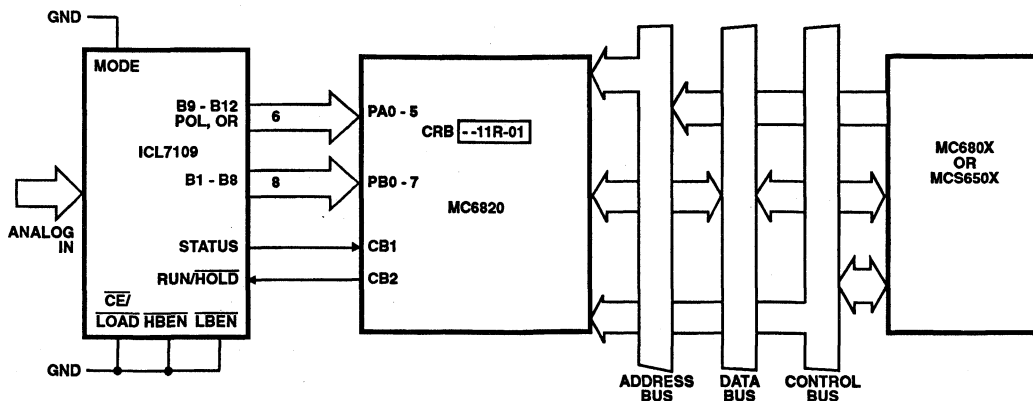 GND
MODE
B9 - B12
POL, OR
6
ICL7109
B1 - B8
8
ANALOG
IN
STATUS
RUN/HOLD
CE/
LOAD HBEN LBEN
GND
PA0 - 5
CRB - -11R-01
PB0 - 7
MC6820
CB1
CB2
ADDRESS
BUS
DATA
BUS
CONTROL
BUS
MC680X
OR
MCS650X